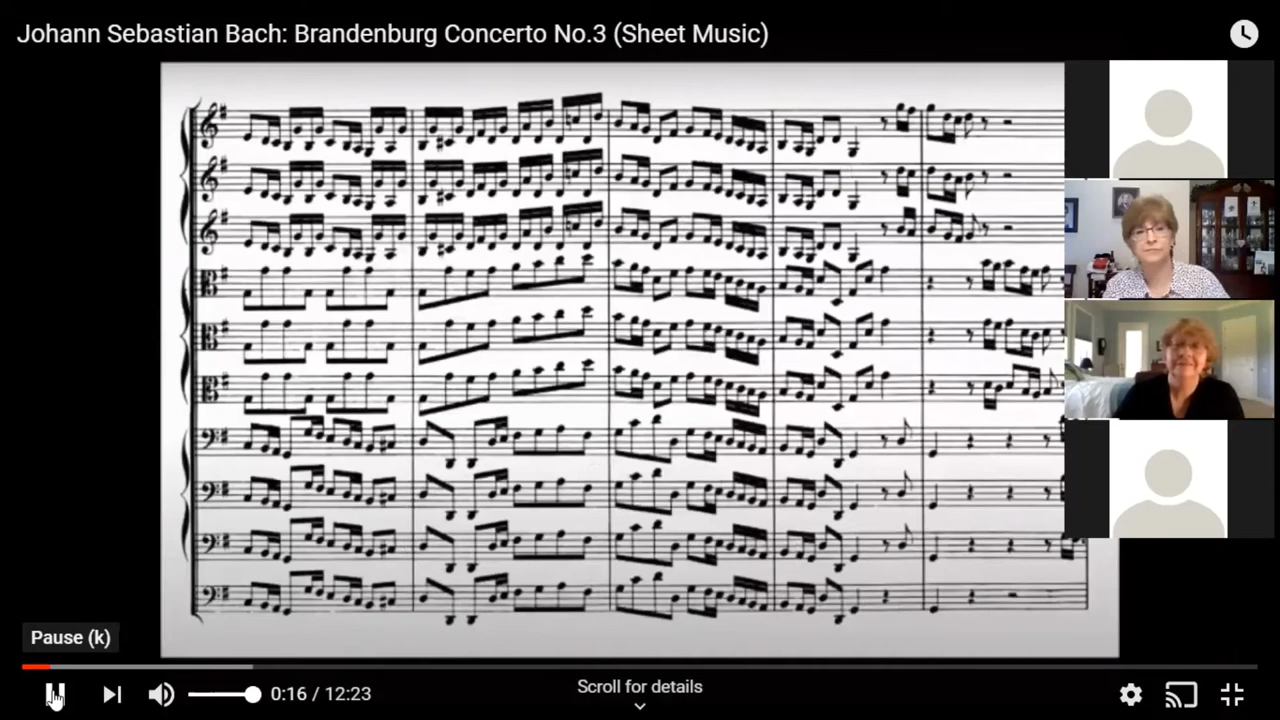 Johann Sebastian Bach: Brandenburg Concerto No.3 (Sheet Music)
Pause (k)
0:16 / 12:23
Scroll for details